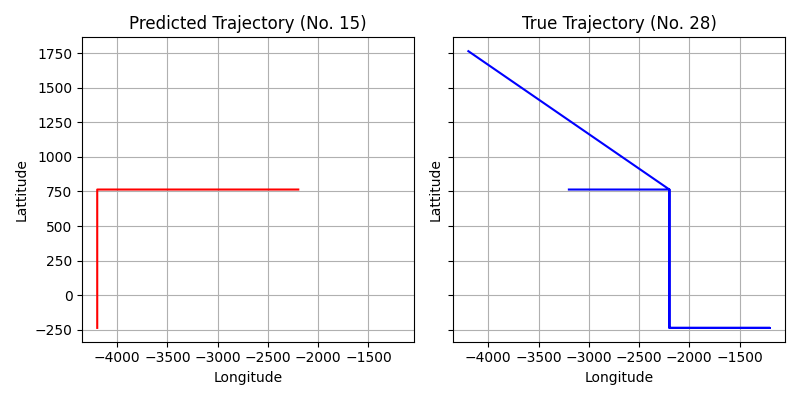 Predicted Trajectory (No. 15)
True Trajectory (No. 28)
1750
1500
1250
1000
750
500
250
0
−250
Lattitude
Lattitude
−4000 −3500 −3000 −2500 −2000 −1500
−4000 −3500 −3000 −2500 −2000 −1500
Longitude
Longitude